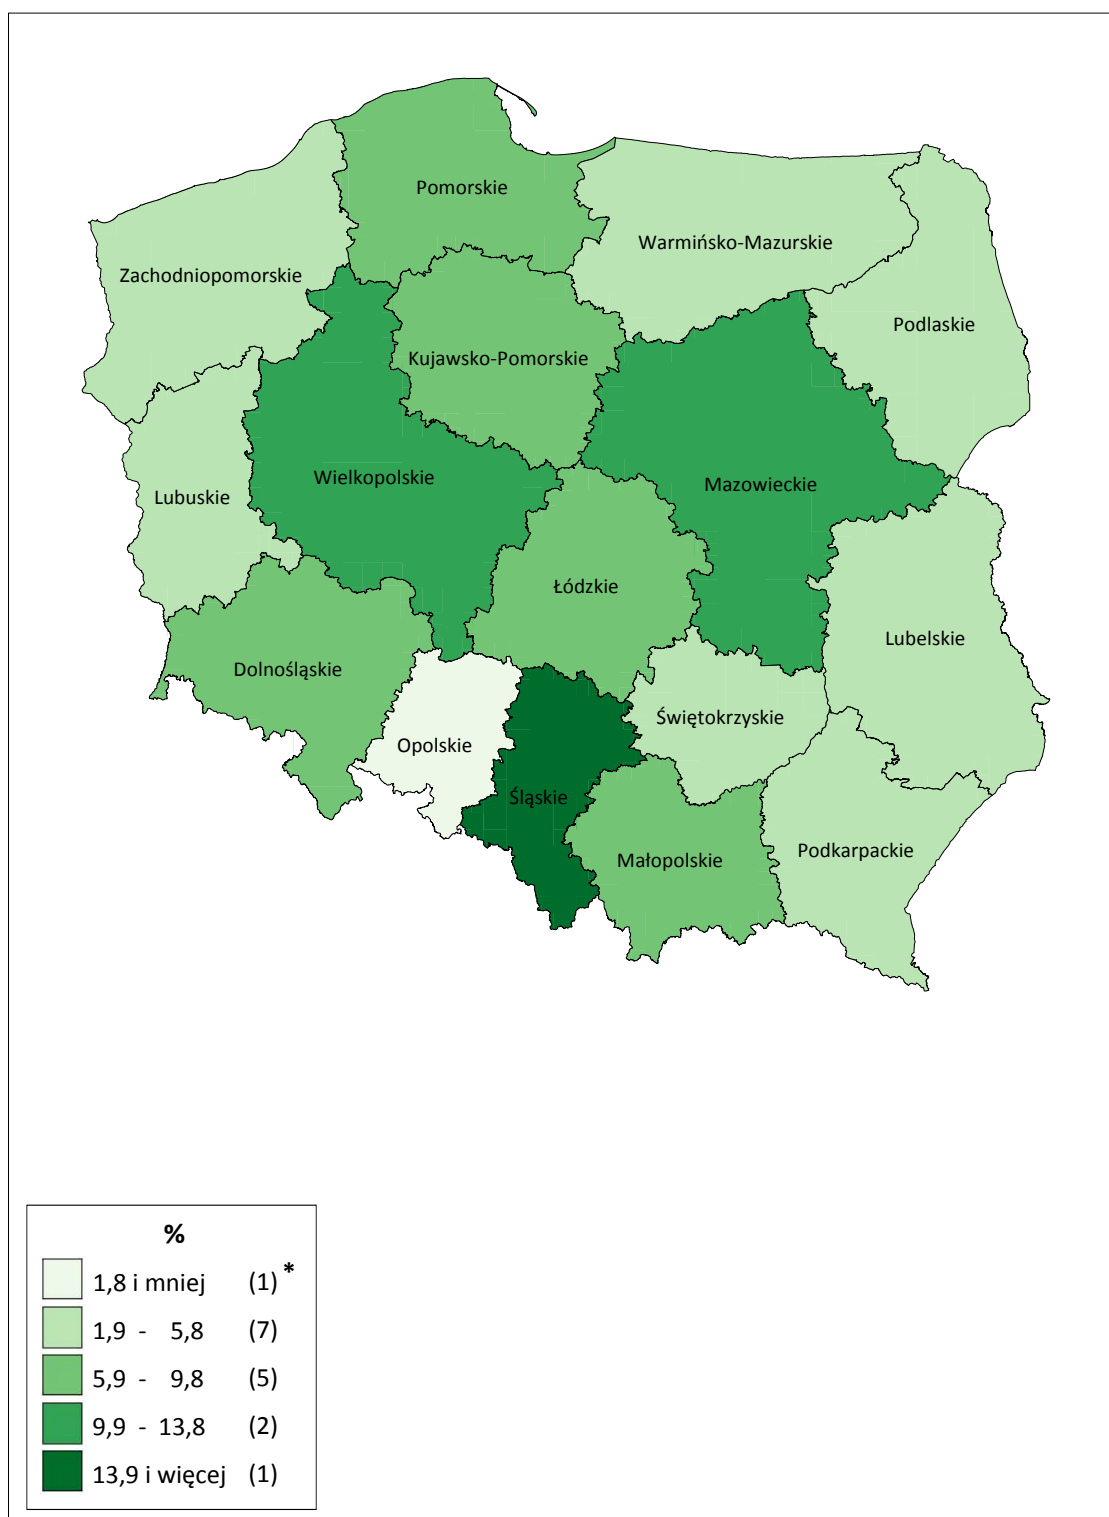 Pomorskie
Warmińsko-Mazurskie
Zachodniopomorskie
Podlaskie
Kujawsko-Pomorskie
Wielkopolskie
Mazowieckie
Lubuskie
Łódzkie
Lubelskie
Dolnośląskie
Świętokrzyskie
Opolskie
Śląskie
Podkarpackie
Małopolskie
%
1,8 i mniej (1) *
1,9 - 5,8 (7)
5,9 - 9,8 (5)
9,9 - 13,8 (2)
13,9 i więcej (1)